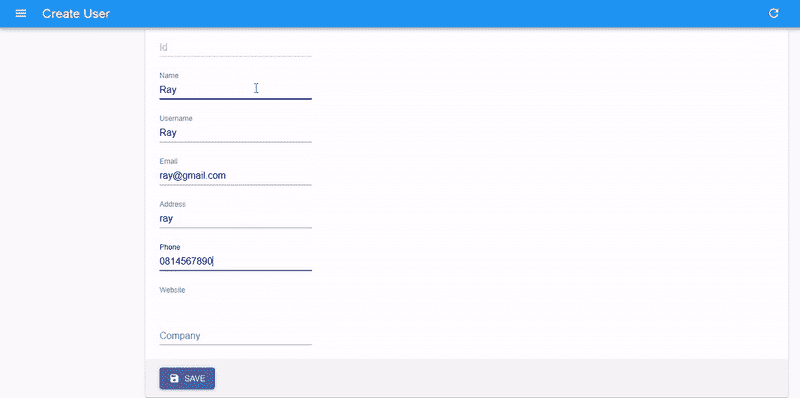 Create User
Id
Name
Ray
Username
Ray
Email
ray@gmail.com
Address
ray
Phone
0814567890
Website
Company
SAVE